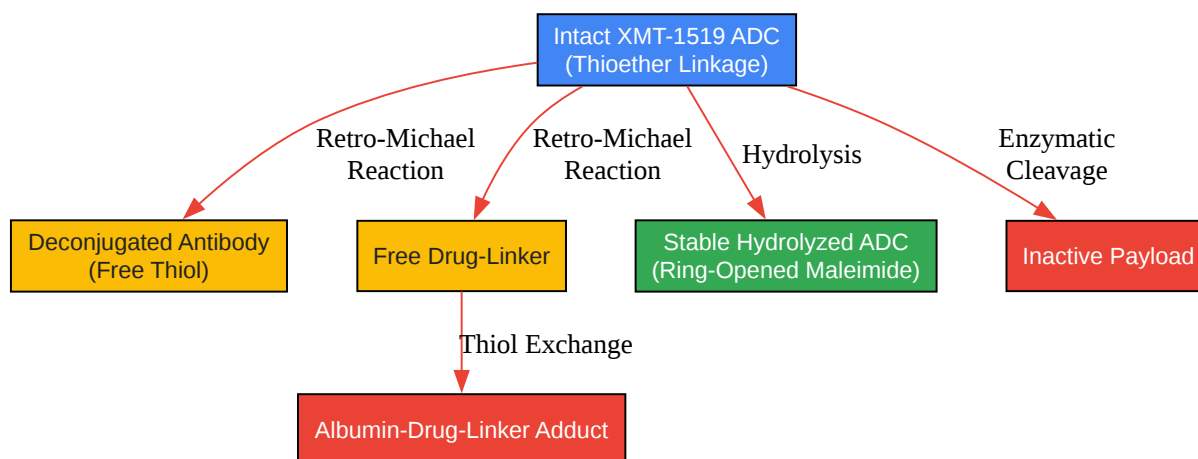 Intact XMT-1519 ADC
(Thioether Linkage)
Retro-Michael
Reaction
Retro-Michael
Reaction
Hydrolysis
Enzymatic
Cleavage
Deconjugated Antibody
(Free Thiol)
Free Drug-Linker
Stable Hydrolyzed ADC
(Ring-Opened Maleimide)
Inactive Payload
Thiol Exchange
Albumin-Drug-Linker Adduct